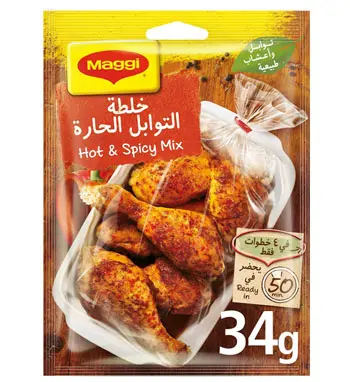 Maggi
توابل
وأعشاب
طبيعية
خلطة
التوابل الحارة
Hot & Spicy Mix
في ٤ خطوات
فقط
يحضر
في
Ready
in
50
min.
34g